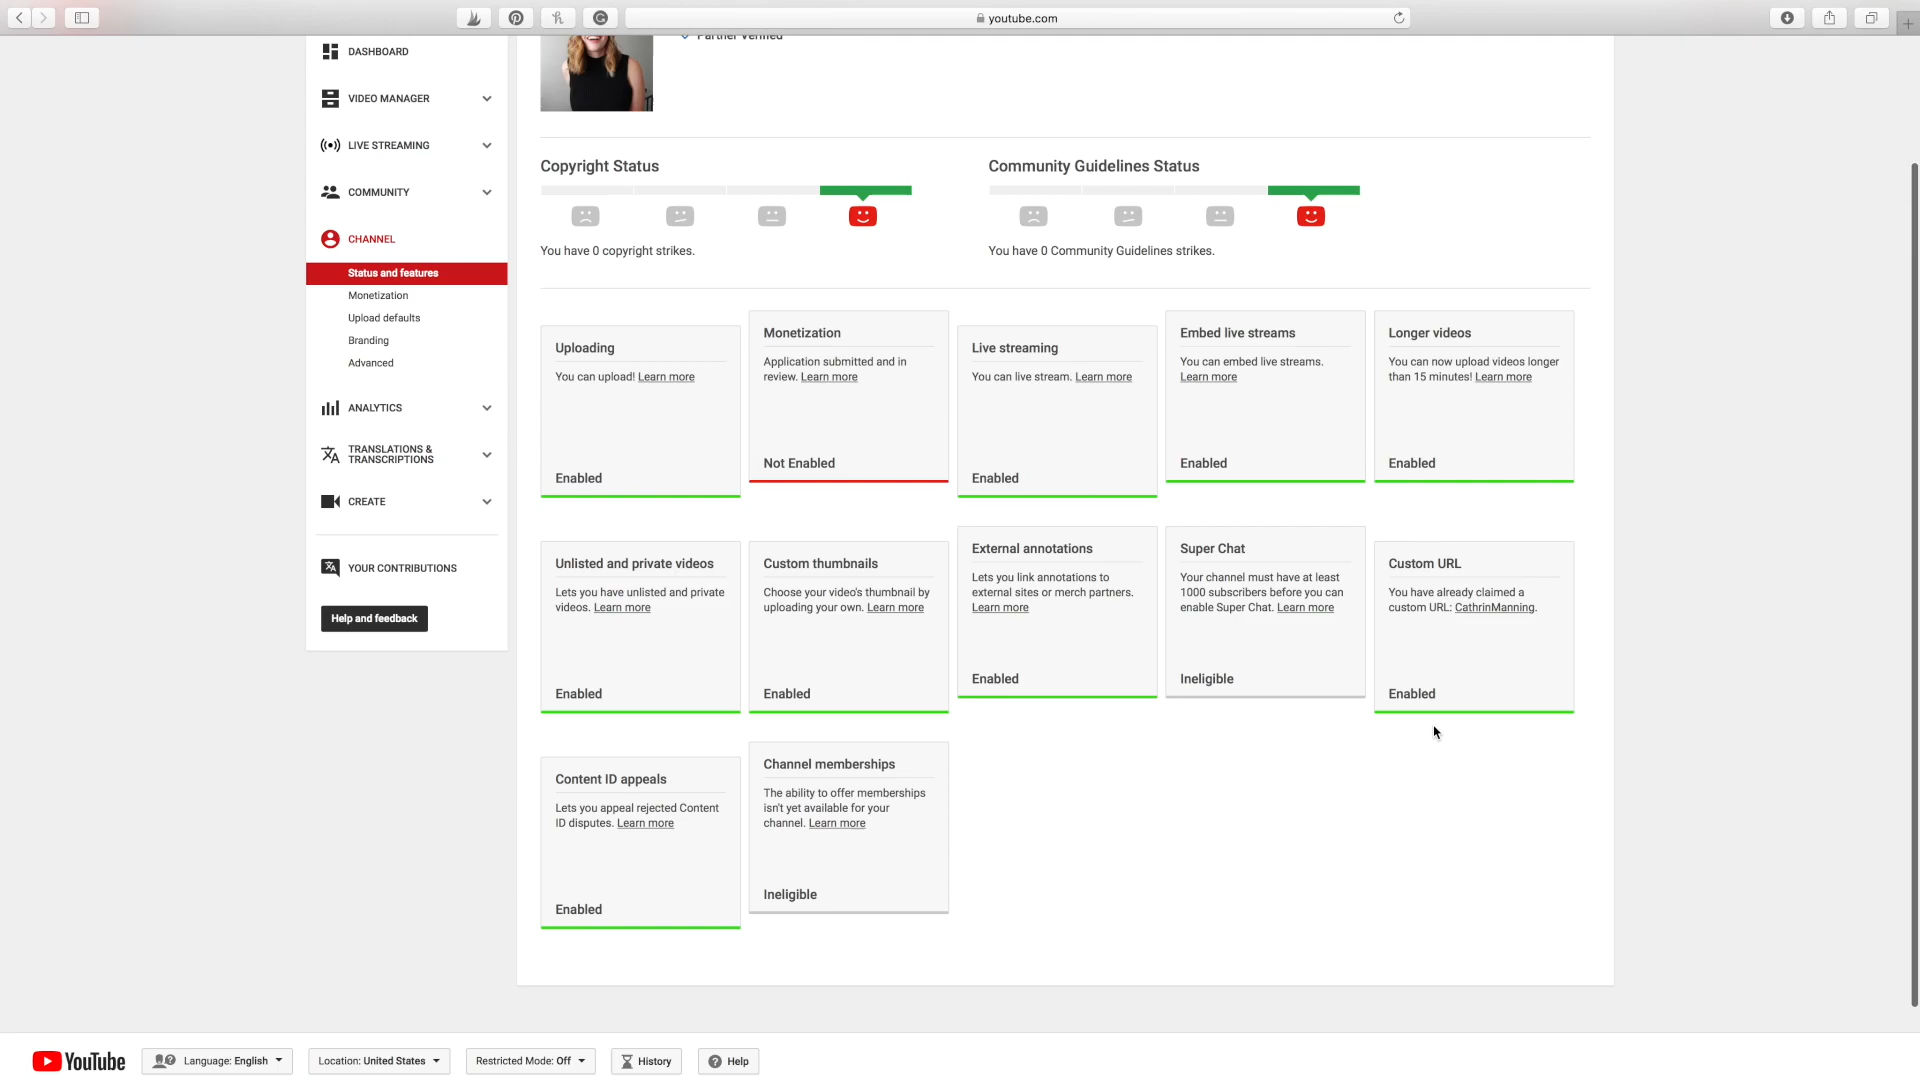 youtube.com
Partner Verified
DASHBOARD
VIDEO MANAGER
LIVE STREAMING
COMMUNITY
CHANNEL
Status and features
Monetization
Upload defaults
Branding
Advanced
ANALYTICS
TRANSLATIONS &
TRANSCRIPTIONS
CREATE
YOUR CONTRIBUTIONS
Help and feedback
Copyright Status
You have 0 copyright strikes.
Community Guidelines Status
You have 0 Community Guidelines strikes.
Uploading
You can upload! Learn more
Enabled
Monetization
Application submitted and in
review. Learn more
Not Enabled
Live streaming
You can live stream. Learn more
Enabled
Embed live streams
You can embed live streams.
Learn more
Enabled
Longer videos
You can now upload videos longer
than 15 minutes! Learn more
Enabled
Unlisted and private videos
Lets you have unlisted and private
videos. Learn more
Enabled
Custom thumbnails
Choose your video's thumbnail by
uploading your own. Learn more
Enabled
External annotations
Lets you link annotations to
external sites or merch partners.
Learn more
Enabled
Super Chat
Your channel must have at least
1000 subscribers before you can
enable Super Chat. Learn more
Ineligible
Custom URL
You have already claimed a
custom URL: CathrinManning.
Enabled
Content ID appeals
Lets you appeal rejected Content
ID disputes. Learn more
Enabled
Channel memberships
The ability to offer memberships
isn't yet available for your
channel. Learn more
Ineligible
YouTube
Language: English
Location: United States
Restricted Mode: Off
History
Help